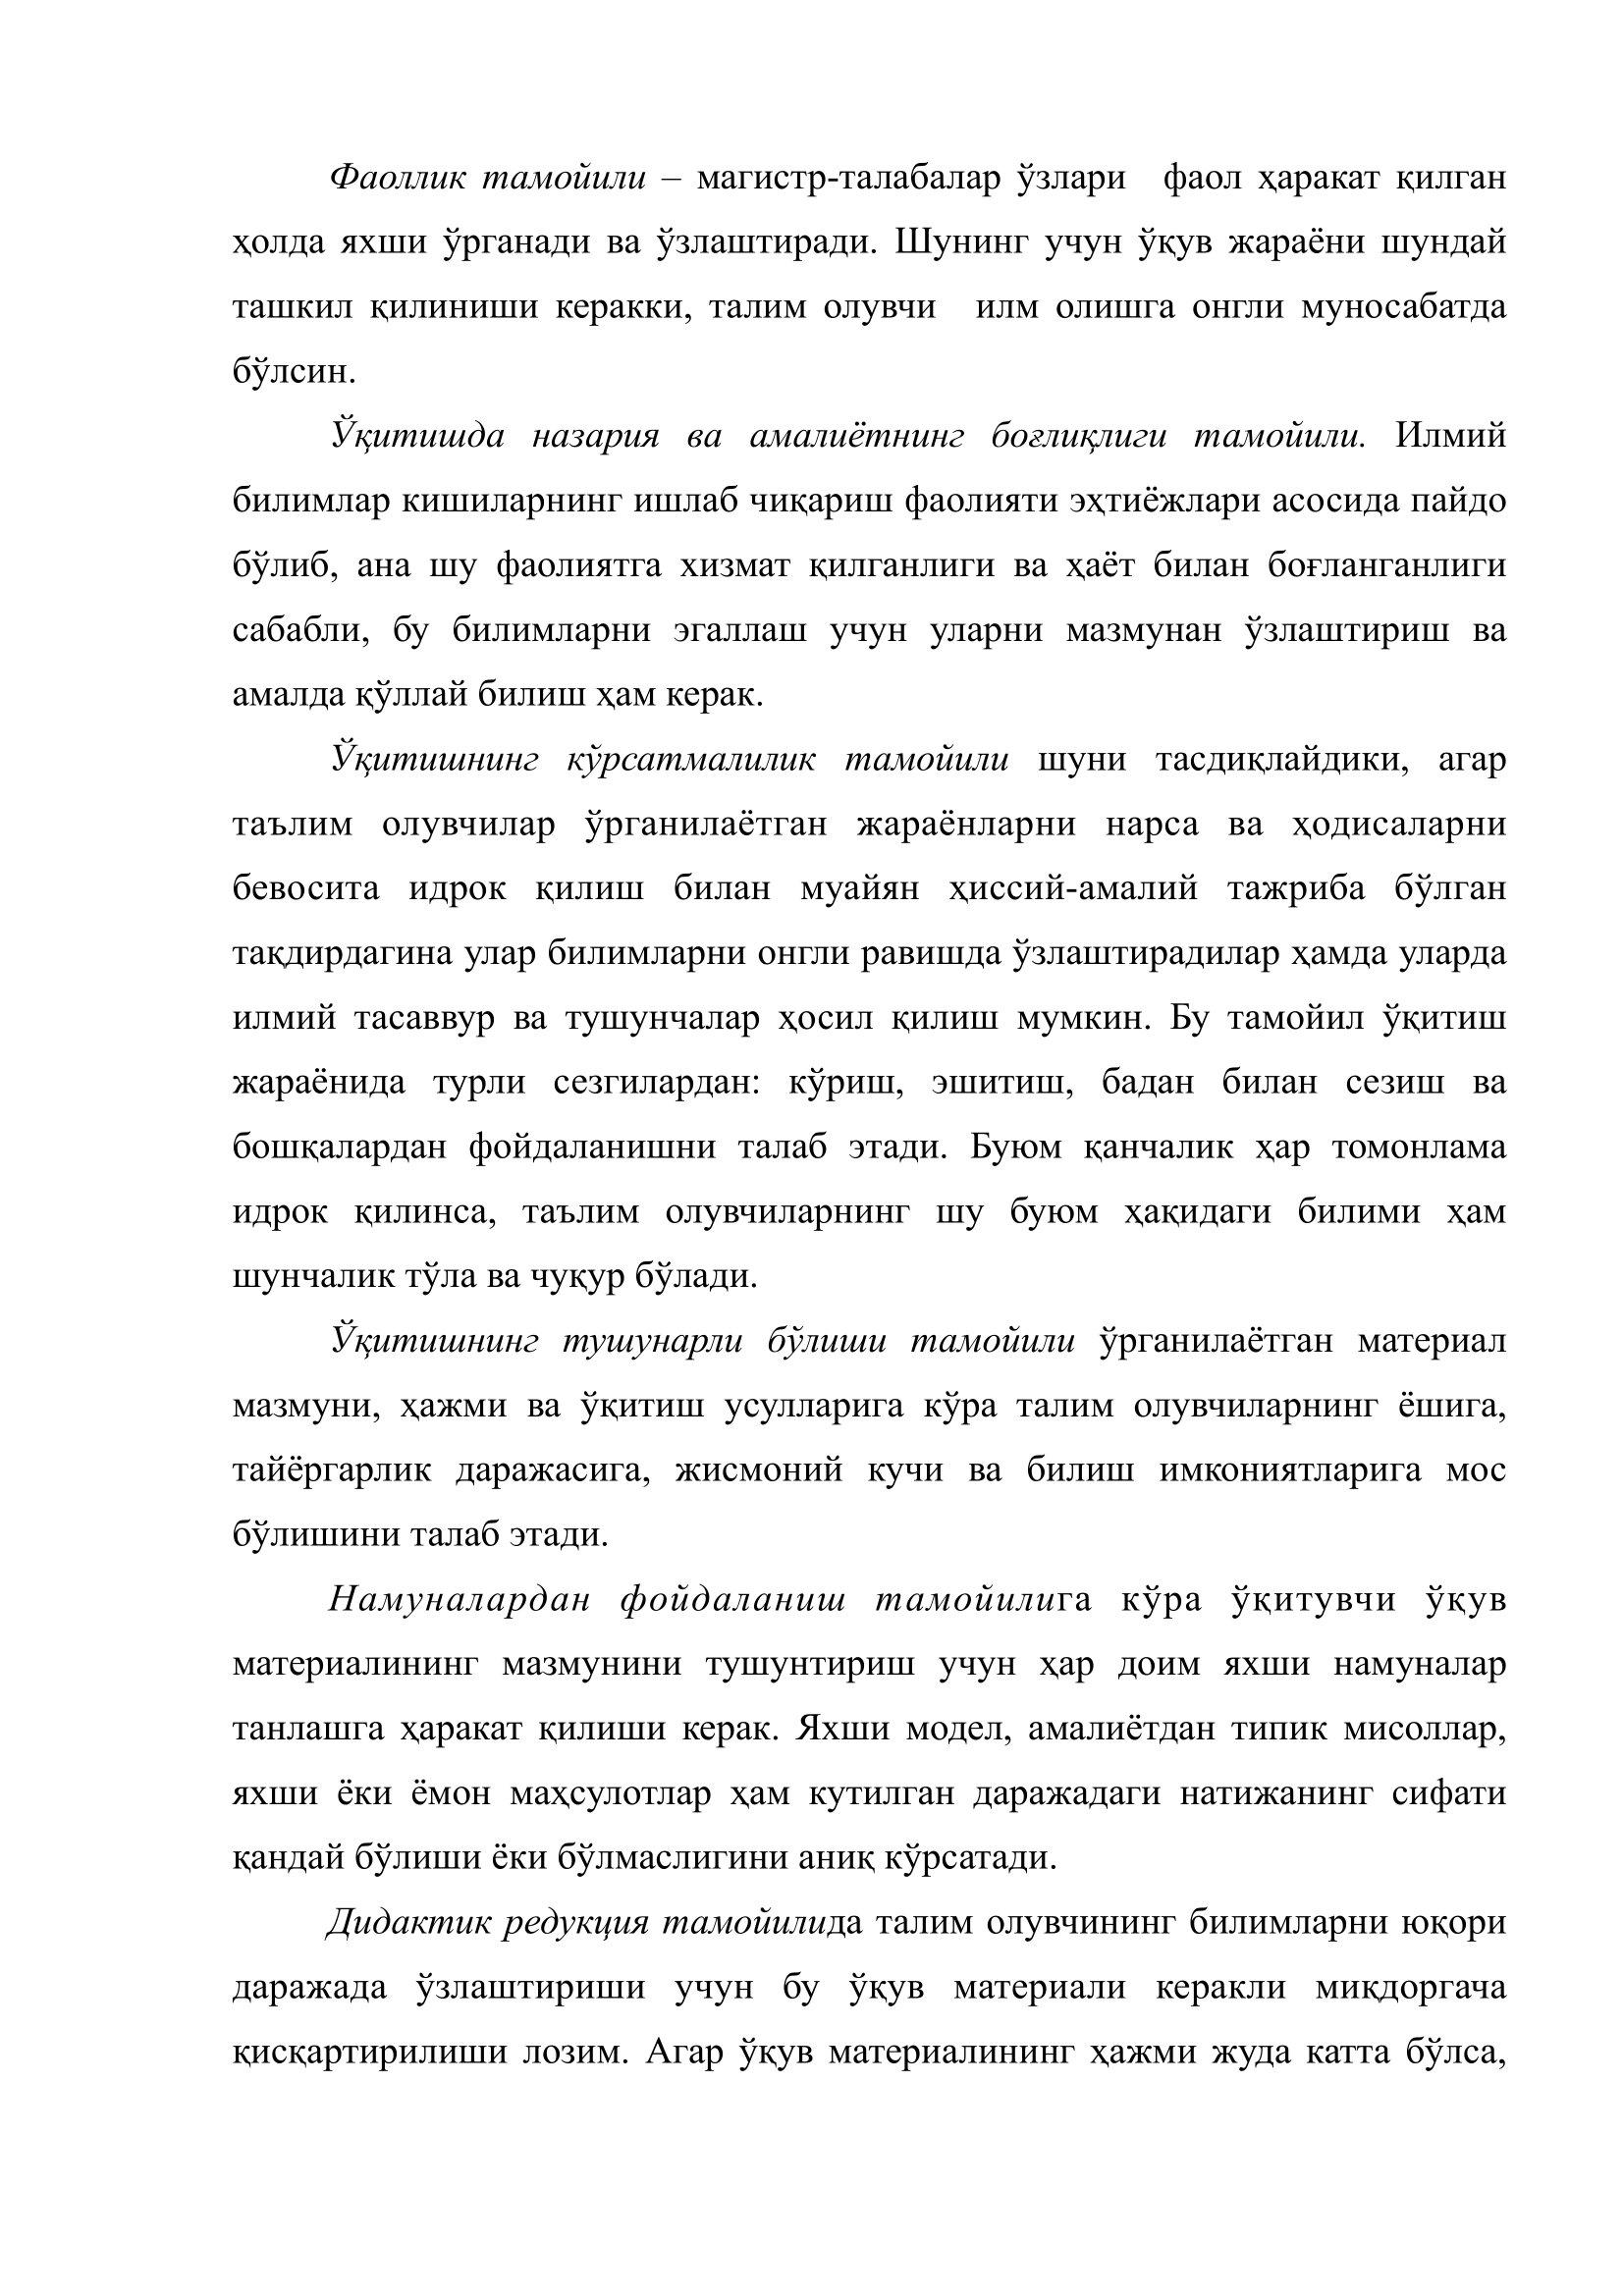 Фаоллик тамойили – магистр-талабалар ўзлари фаол ҳаракат қилган
ҳолда яхши ўрганади ва ўзлаштиради. Шунинг учун ўқув жараёни шундай
ташкил қилиниши керакки, талим олувчи илм олишга онгли муносабатда
бўлсин.
Ўқитишда назария ва амалиётнинг боғлиқлиги тамойили. Илмий
билимлар кишиларнинг ишлаб чиқариш фаолияти эҳтиёжлари асосида пайдо
бўлиб, ана шу фаолиятга хизмат қилганлиги ва ҳаёт билан боғланганлиги
сабабли, бу билимларни эгаллаш учун уларни мазмунан ўзлаштириш ва
амалда қўллай билиш ҳам керак.
Ўқитишнинг кўрсатмалилик тамойили шуни тасдиқлайдики, агар
таълим олувчилар ўрганилаётган жараёнларни нарса ва ҳодисаларни
бевосита идрок қилиш билан муайян ҳиссий-амалий тажриба бўлган
тақдирдагина улар билимларни онгли равишда ўзлаштирадилар ҳамда уларда
илмий тасаввур ва тушунчалар ҳосил қилиш мумкин. Бу тамойил ўқитиш
жараёнида турли сезгилардан: кўриш, эшитиш, бадан билан сезиш ва
бошқалардан фойдаланишни талаб этади. Буюм қанчалик ҳар томонлама
идрок қилинса, таълим олувчиларнинг шу буюм ҳақидаги билими ҳам
шунчалик тўла ва чуқур бўлади.
Ўқитишнинг тушунарли бўлиши тамойили ўрганилаётган материал
мазмуни, ҳажми ва ўқитиш усулларига кўра талим олувчиларнинг ёшига,
тайёргарлик даражасига, жисмоний кучи ва билиш имкониятларига мос
бўлишини талаб этади.
Намуналардан фойдаланиш тамойилига кўра ўқитувчи ўқув
материалининг мазмунини тушунтириш учун ҳар доим яхши намуналар
танлашга ҳаракат қилиши керак. Яхши модел, амалиётдан типик мисоллар,
яхши ёки ёмон маҳсулотлар ҳам кутилган даражадаги натижанинг сифати
қандай бўлиши ёки бўлмаслигини аниқ кўрсатади.
Дидактик редукция тамойилида талим олувчининг билимларни юқори
даражада ўзлаштириши учун бу ўқув материали керакли миқдоргача
қисқартирилиши лозим. Агар ўқув материалининг ҳажми жуда катта бўлса,